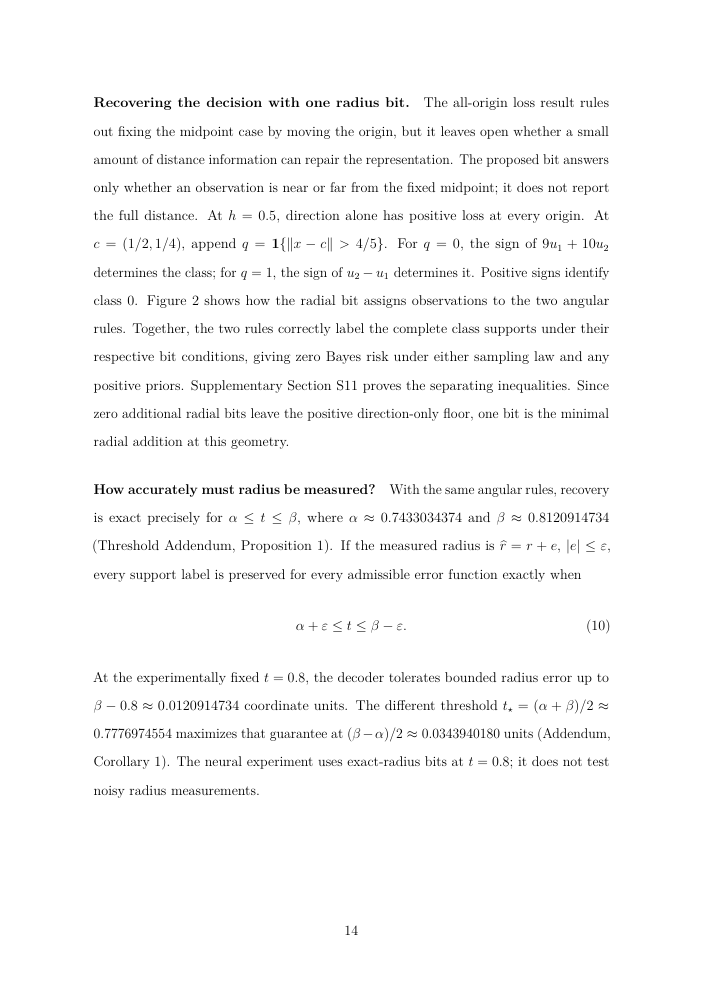 Recovering the decision with one radius bit. The all-origin loss result rules
out fixing the midpoint case by moving the origin, but it leaves open whether a small
amount of distance information can repair the representation. The proposed bit answers
only whether an observation is near or far from the fixed midpoint; it does not report
the full distance. At h = 0.5, direction alone has positive loss at every origin. At
c = (1/2, 1/4), append q = 1{‖x − c‖ > 4/5}. For q = 0, the sign of 9u₁ + 10u₂
determines the class; for q = 1, the sign of u₂ − u₁ determines it. Positive signs identify
class 0. Figure 2 shows how the radial bit assigns observations to the two angular
rules. Together, the two rules correctly label the complete class supports under their
respective bit conditions, giving zero Bayes risk under either sampling law and any
positive priors. Supplementary Section S11 proves the separating inequalities. Since
zero additional radial bits leave the positive direction-only floor, one bit is the minimal
radial addition at this geometry.
How accurately must radius be measured? With the same angular rules, recovery
is exact precisely for α ≤ t ≤ β, where α ≈ 0.7433034374 and β ≈ 0.8120914734
(Threshold Addendum, Proposition 1). If the measured radius is r̂ = r + e, |e| ≤ ε,
every support label is preserved for every admissible error function exactly when
α + ε ≤ t ≤ β − ε. (10)
At the experimentally fixed t = 0.8, the decoder tolerates bounded radius error up to
β − 0.8 ≈ 0.0120914734 coordinate units. The different threshold t⋆ = (α + β)/2 ≈
0.7776974554 maximizes that guarantee at (β − α)/2 ≈ 0.0343940180 units (Addendum,
Corollary 1). The neural experiment uses exact-radius bits at t = 0.8; it does not test
noisy radius measurements.
14